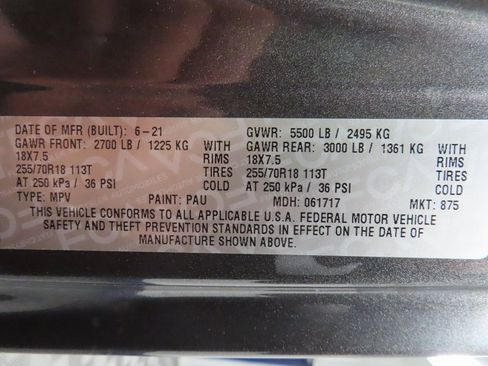 DATE OF MFR (BUILT): 6-21 GVWR: 5500 LB / 2495 KG
GAWR FRONT: 2700 LB / 1225 KG WITH GAWR REAR: 3000 LB / 1361 KG WITH
18X7.5 RIMS 18X7.5 RIMS
255/70R18 113T TIRES 255/70R18 113T TIRES
AT 250 kPa / 36 PSI COLD AT 250 kPa / 36 PSI COLD
TYPE: MPV PAINT: PAU MDH: 061717 MKT: 875
THIS VEHICLE CONFORMS TO ALL APPLICABLE U.S.A. FEDERAL MOTOR VEHICLE
SAFETY AND THEFT PREVENTION STANDARDS IN EFFECT ON THE DATE OF
MANUFACTURE SHOWN ABOVE.